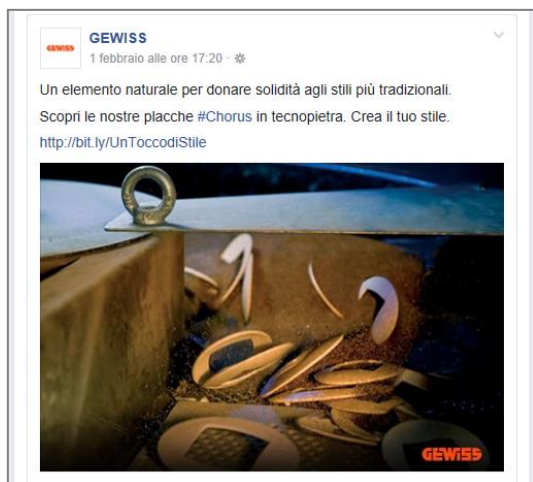 GEWISS
GEWISS
1 febbraio alle ore 17:20 ·
Un elemento naturale per donare solidità agli stili più tradizionali.
Scopri le nostre placche #Chorus in tecnopietra. Crea il tuo stile.
http://bit.ly/UnToccodiStile
GEWISS